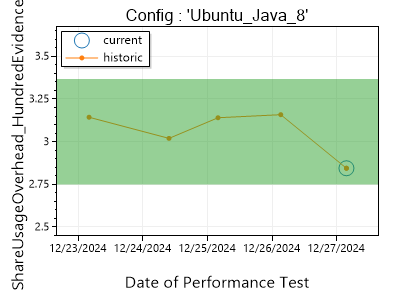 Config : 'Ubuntu_Java_8'
current
historic
ShareUsageOverhead_HundredEvidence
3.5
3.25
3
2.75
2.5
12/23/2024
12/24/2024
12/25/2024
12/26/2024
12/27/2024
Date of Performance Test